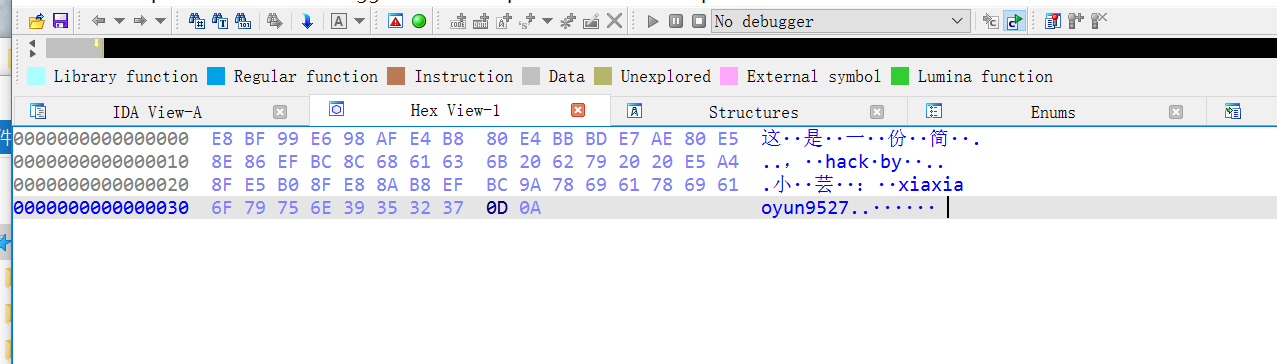 No debugger
Library function Regular function Instruction Data Unexplored External symbol Lumina function
IDA View-A Hex View-1 Structures Enums
0000000000000000 E8 BF 99 E6 98 AF E4 B8 80 E4 BB BD E7 AE 80 E5 这··是··一··份··简··.
0000000000000010 8E 86 EF BC 8C 68 61 63 6B 20 62 79 20 20 E5 A4 ..，··hack·by··..
0000000000000020 8F E5 B0 8F E8 8A B8 EF BC 9A 78 69 61 78 69 61 .小··芸··：··xiaxia
0000000000000030 6F 79 75 6E 39 35 32 37 0D 0A oyun9527..······
件